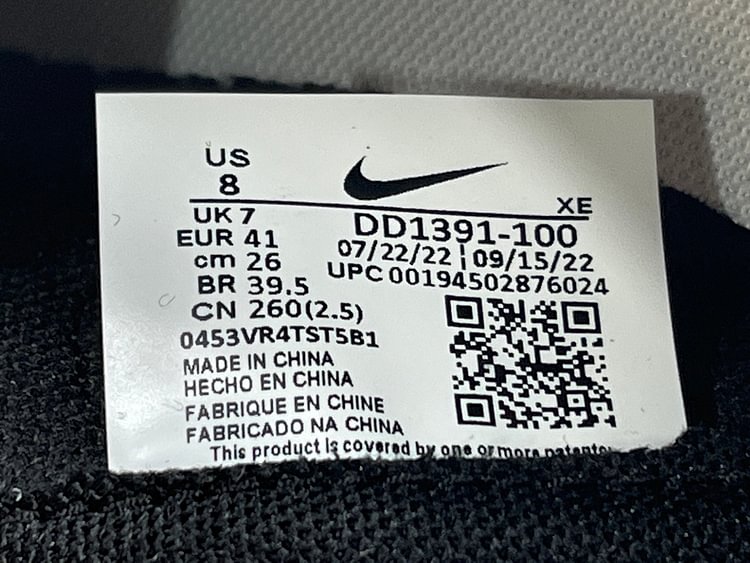 US
8
XE
UK 7
EUR 41
cm 26
BR 39.5
CN 260(2.5)
DD1391-100
07/22/22 | 09/15/22
UPC 00194502876024
0453VR4TST5B1
MADE IN CHINA
HECHO EN CHINA
FABRIQUE EN CHINE
FABRICADO NA CHINA
This product is covered by one or more patents